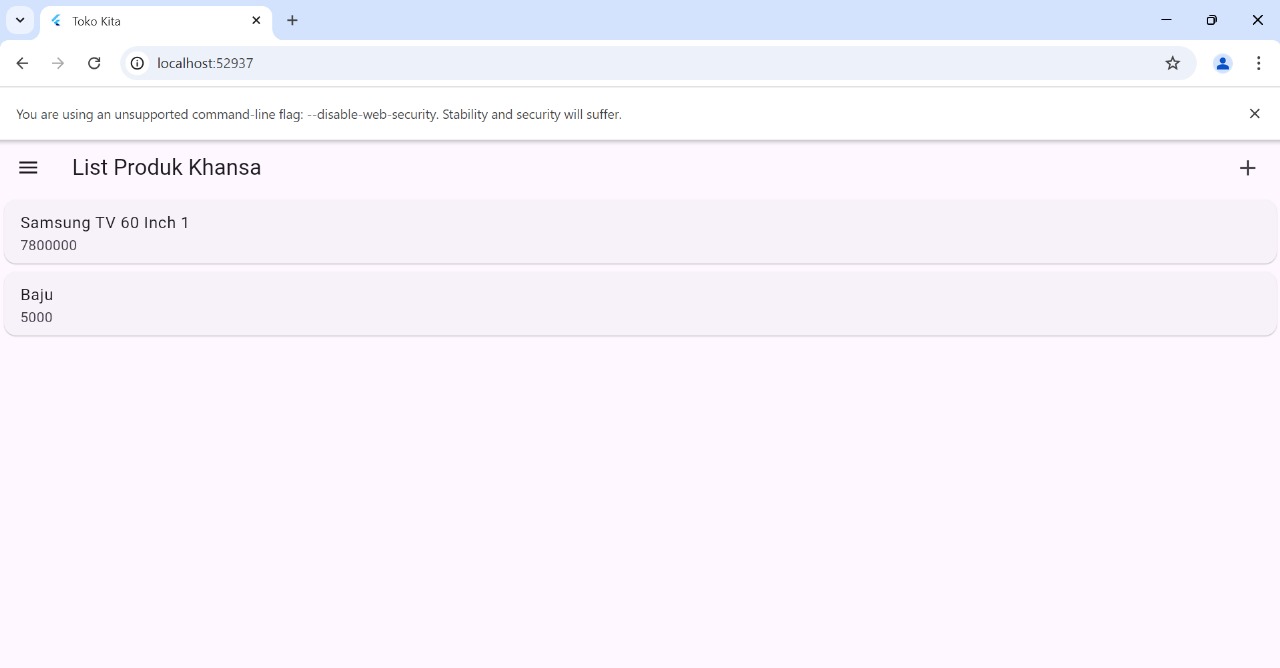 Toko Kita
localhost:52937
You are using an unsupported command-line flag: --disable-web-security. Stability and security will suffer.
List Produk Khansa
Samsung TV 60 Inch 1
7800000
Baju
5000